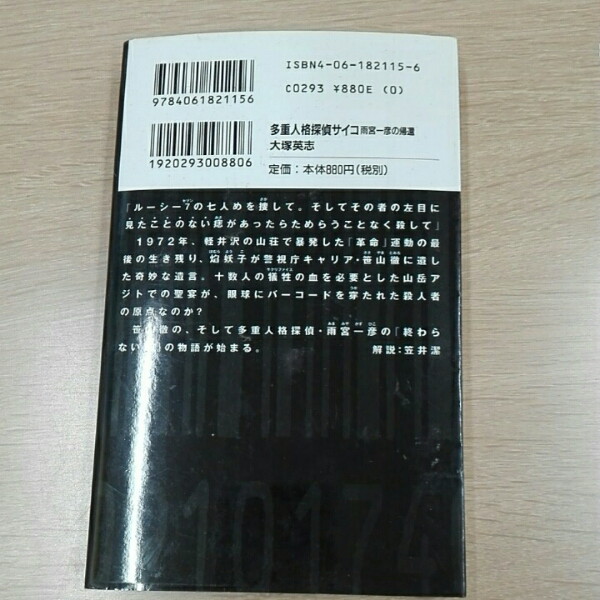 ISBN4-06-182115-6
C0293 ¥880E (0)
9784061821156
1920293008806
多重人格探偵サイコ 雨宮一彦の帰還
大塚英志
定価：本体880円（税別）
「ルーシー7の七人めを捜して。そしてその者の左目に
見たことのない痣があったらためらうことなく殺して」
1972年、軽井沢の山荘で暴発した「革命」運動の最
後の生き残り、焰妖子が警視庁キャリア・笹山徹に遺し
た奇妙な遺言。十数人の犠牲の血を必要とした山岳ア
ジトでの聖宴が、眼球にバーコードを穿たれた殺人者
の原点なのか？
笹山徹の、そして多重人格探偵・雨宮一彦の「終わら
ない 」の物語が始まる。 解説：笠井潔
910174